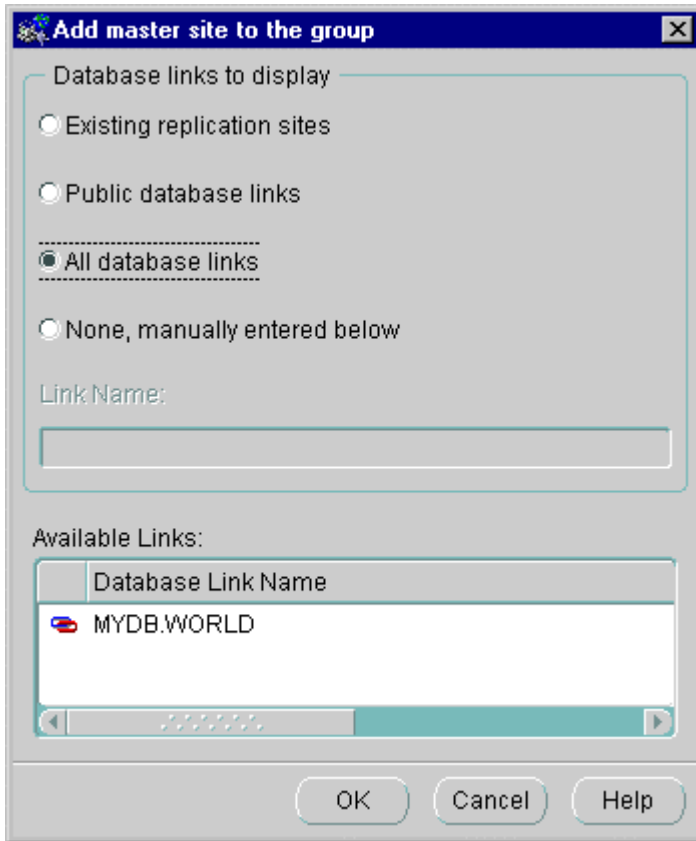 Add master site to the group
Database links to display
Existing replication sites
Public database links
All database links
None, manually entered below
Link Name:
Available Links:
Database Link Name
MYDB.WORLD
OK
Cancel
Help